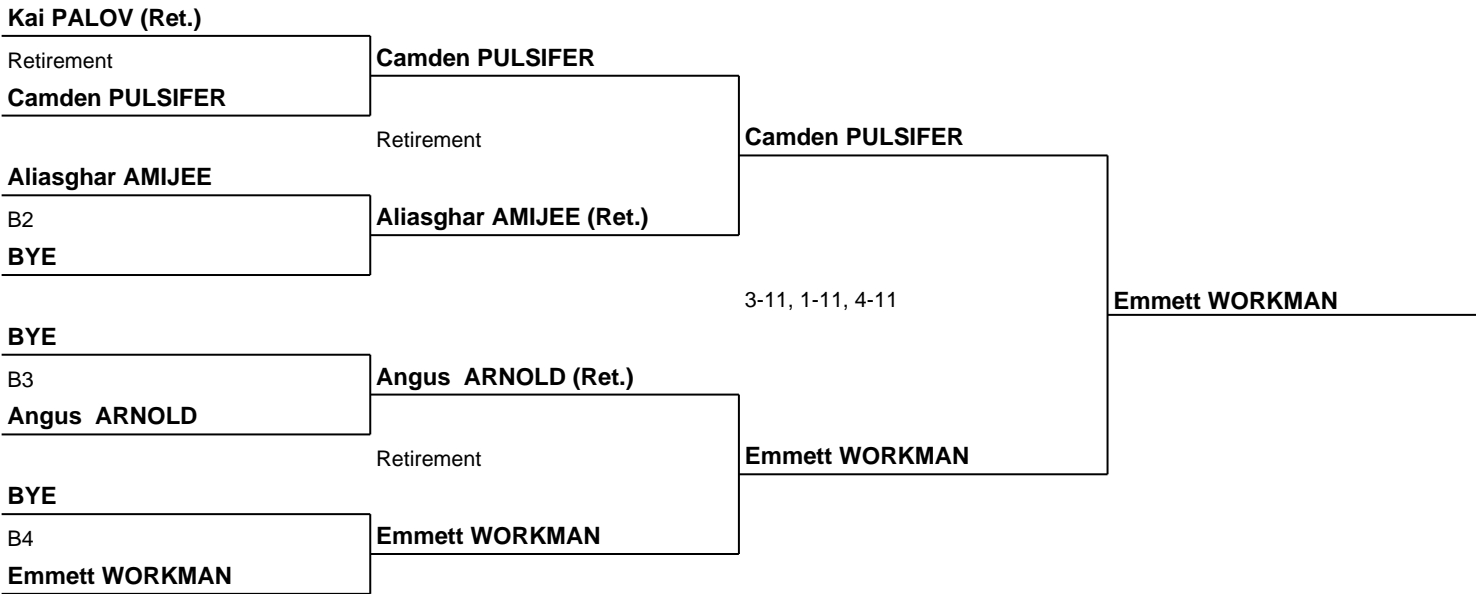 Kai PALOV (Ret.)
Retirement
Camden PULSIFER
Camden PULSIFER
Retirement
Camden PULSIFER
Aliasghar AMIJEE
B2
Aliasghar AMIJEE (Ret.)
BYE
3-11, 1-11, 4-11
Emmett WORKMAN
BYE
B3
Angus  ARNOLD (Ret.)
Angus  ARNOLD
Retirement
Emmett WORKMAN
BYE
B4
Emmett WORKMAN
Emmett WORKMAN